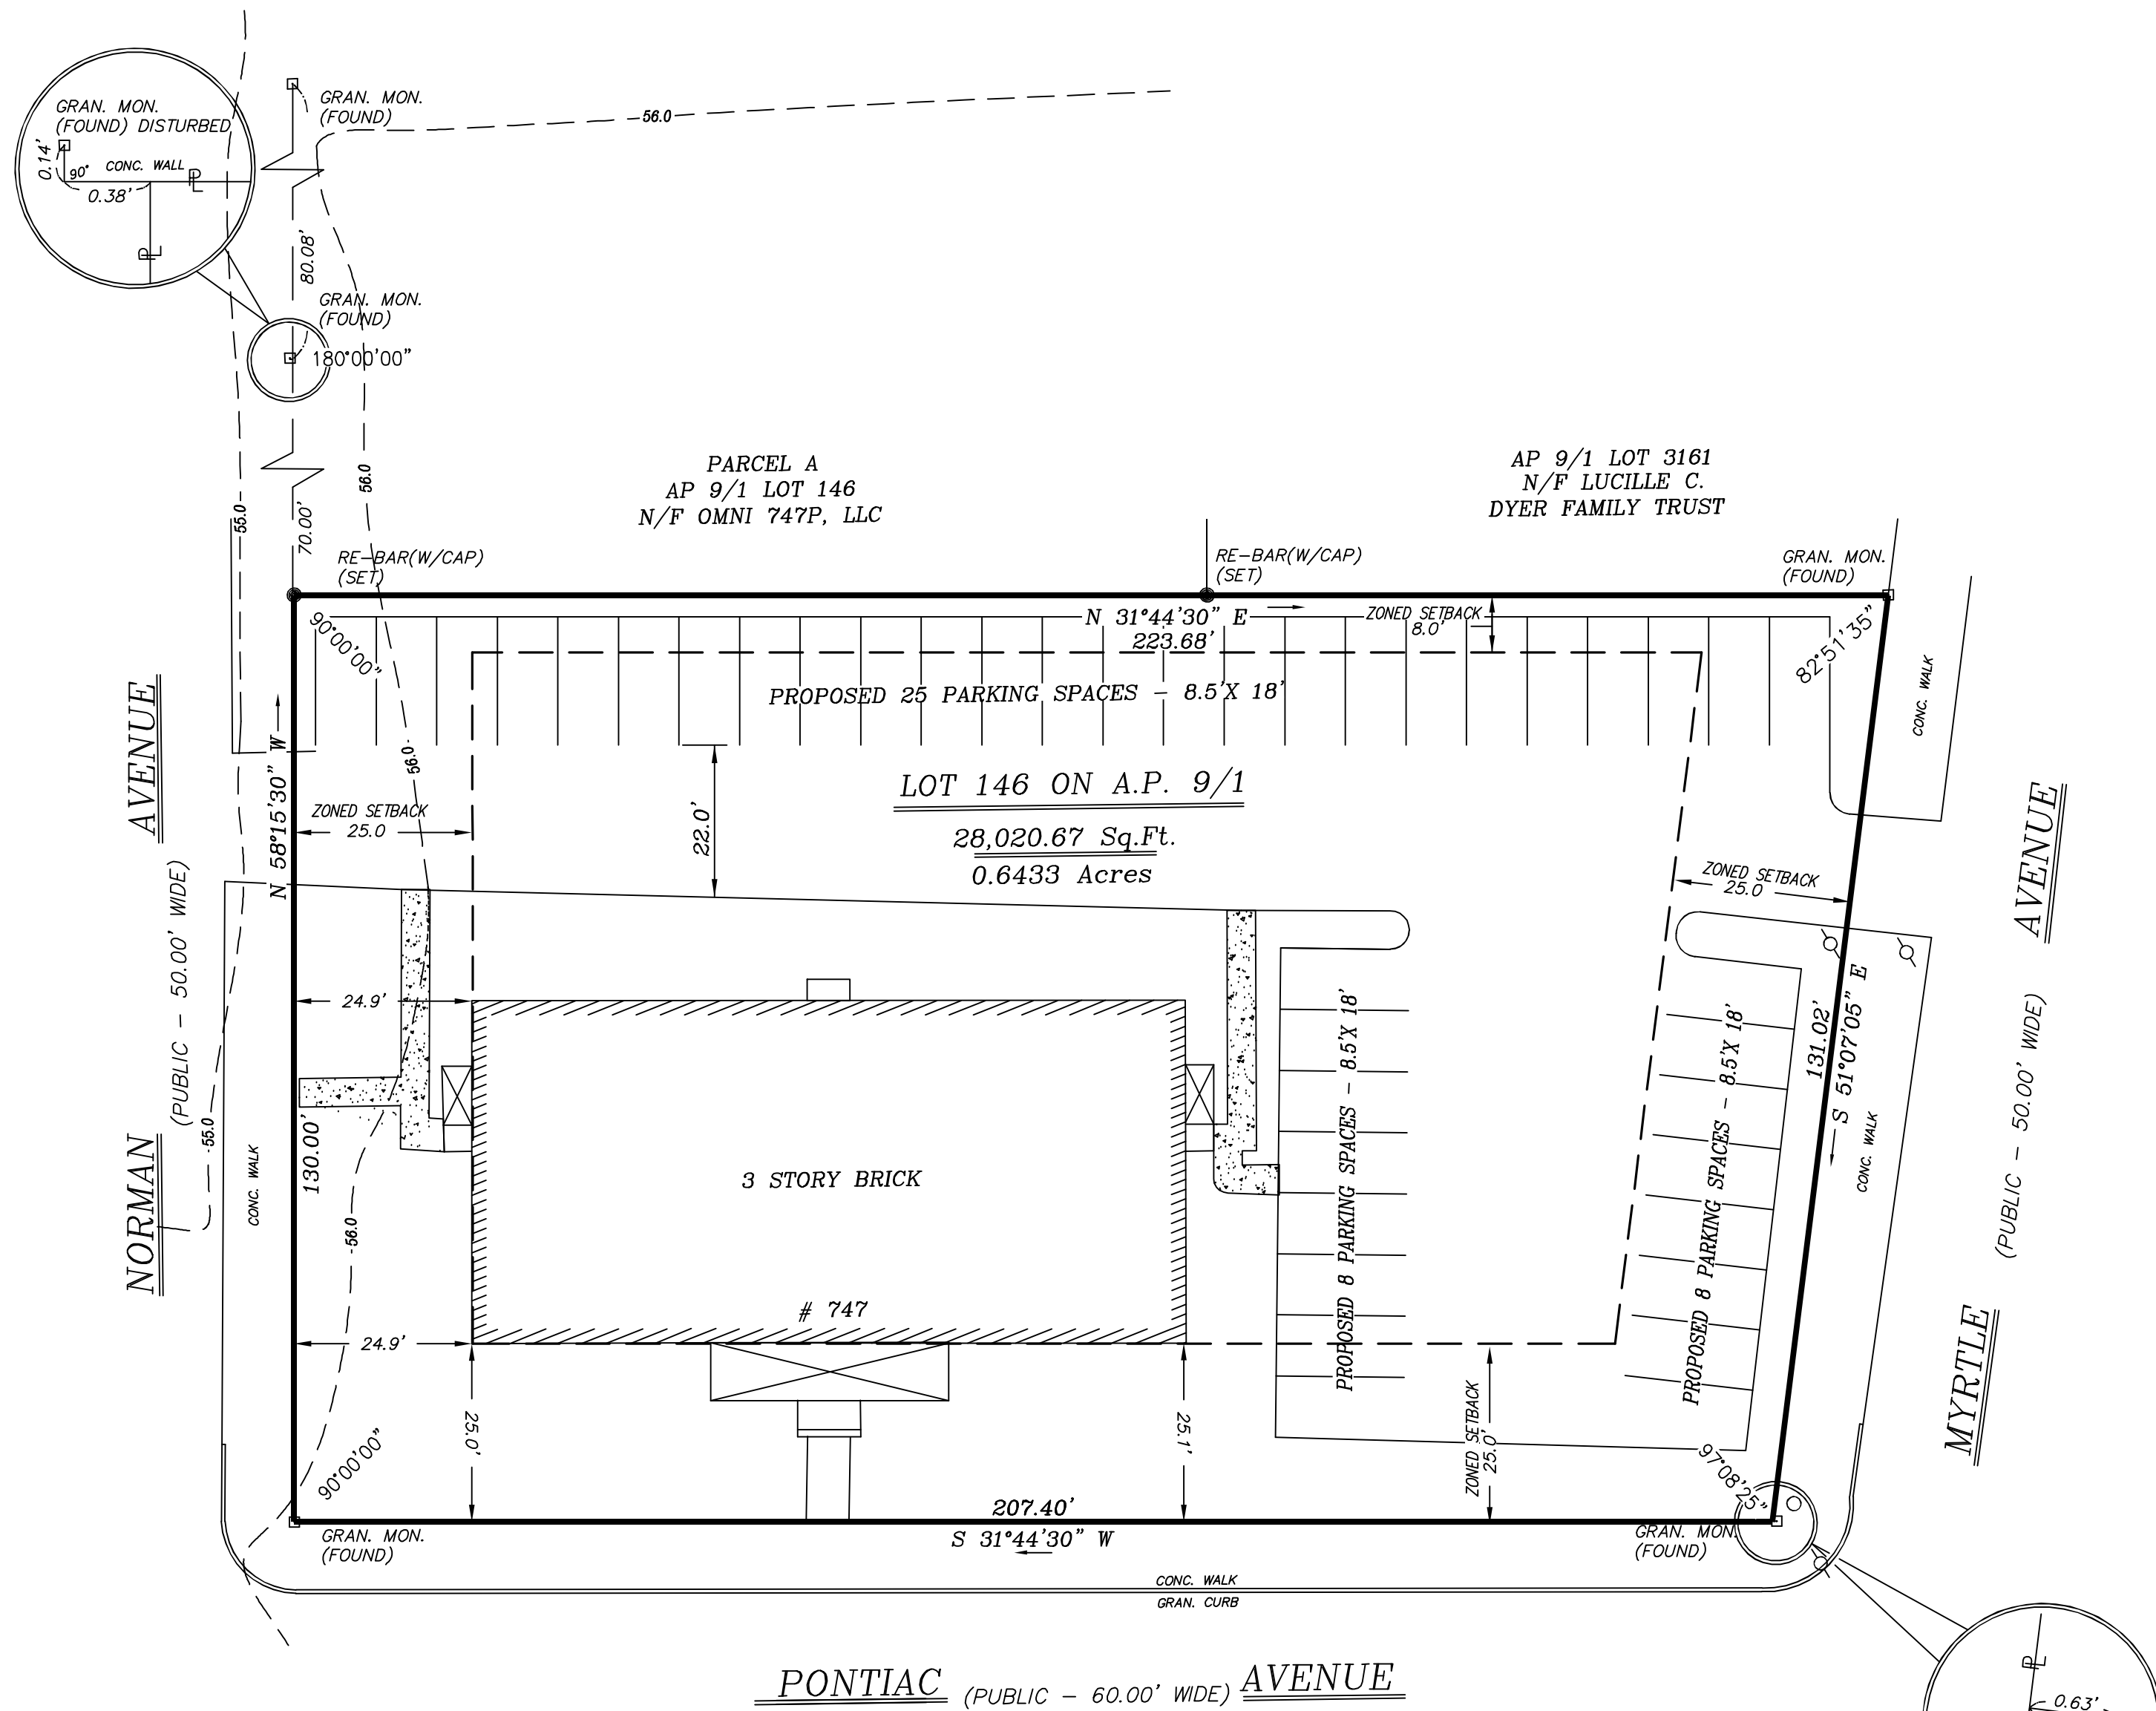 GRAN. MON.
(FOUND) DISTURBED
0.14'
90°
CONC. WALL
PL
0.38'
PL
GRAN. MON.
(FOUND)
56.0
80.08'
GRAN. MON.
(FOUND)
180°00'00"
56.0
55.0
70.00'
PARCEL A
AP 9/1 LOT 146
N/F OMNI 747P, LLC
AP 9/1 LOT 3161
N/F LUCILLE C.
DYER FAMILY TRUST
RE-BAR(W/CAP)
(SET)
RE-BAR(W/CAP)
(SET)
GRAN. MON.
(FOUND)
90°00'00"
N 31°44'30" E
223.68'
ZONED SETBACK
8.0'
82°51'35"
PROPOSED 25 PARKING SPACES - 8.5'X 18'
CONC. WALK
N 58°15'30" W
130.00'
56.0
ZONED SETBACK
25.0
22.0'
LOT 146 ON A.P. 9/1
28,020.67 Sq.Ft.
0.6433 Acres
ZONED SETBACK
25.0
NORMAN
AVENUE
(PUBLIC - 50.00' WIDE)
55.0
CONC. WALK
24.9'
56.0
3 STORY BRICK
# 747
24.9'
PROPOSED 8 PARKING SPACES - 8.5'X 18'
PROPOSED 8 PARKING SPACES - 8.5'X 18'
131.02'
S 51°07'05" E
CONC. WALK
MYRTLE
AVENUE
(PUBLIC - 50.00' WIDE)
25.0'
25.1'
ZONED SETBACK
25.0'
90°00'00"
97°08'25"
207.40'
S 31°44'30" W
GRAN. MON.
(FOUND)
GRAN. MON.
(FOUND)
CONC. WALK
GRAN. CURB
PONTIAC (PUBLIC - 60.00' WIDE) AVENUE
PL
0.63'